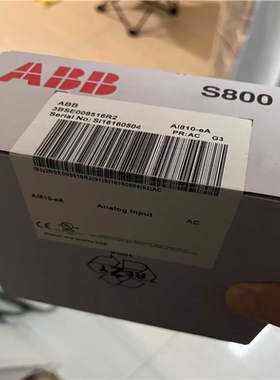 ABB
S800
ABB
3BSE008516R2
Serial No: SI16160504
AI810-eA
PR:AC G3
AI810-eA
Analog Input
AC